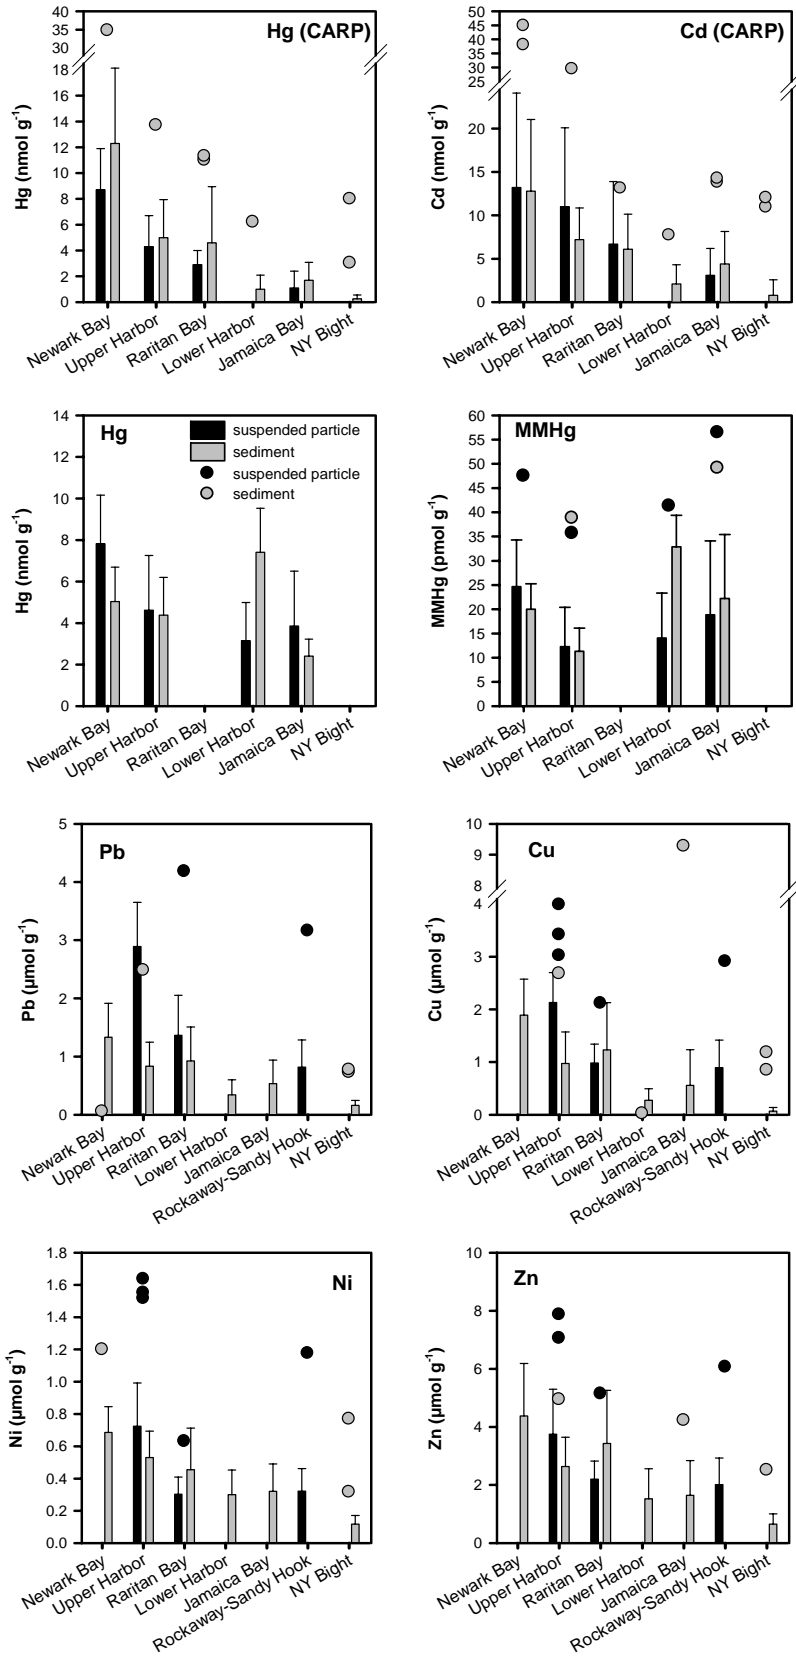 Hg (CARP)
Hg (nmol g-1)
40
35
30
18
16
14
12
10
8
6
4
2
0
Newark Bay
Upper Harbor
Raritan Bay
Lower Harbor
Jamaica Bay
NY Bight
Cd (CARP)
Cd (nmol g-1)
50
45
40
35
30
25
20
15
10
5
0
Newark Bay
Upper Harbor
Raritan Bay
Lower Harbor
Jamaica Bay
NY Bight
Hg
suspended particle
sediment
suspended particle
sediment
Hg (nmol g-1)
14
12
10
8
6
4
2
0
Newark Bay
Upper Harbor
Raritan Bay
Lower Harbor
Jamaica Bay
NY Bight
MMHg
MMHg (pmol g-1)
60
55
50
45
40
35
30
25
20
15
10
5
0
Newark Bay
Upper Harbor
Raritan Bay
Lower Harbor
Jamaica Bay
NY Bight
Pb
Pb (µmol g-1)
5
4
3
2
1
0
Newark Bay
Upper Harbor
Raritan Bay
Lower Harbor
Jamaica Bay
Rockaway-Sandy Hook
NY Bight
Cu
Cu (µmol g-1)
10
9
8
4
3
2
1
0
Newark Bay
Upper Harbor
Raritan Bay
Lower Harbor
Jamaica Bay
Rockaway-Sandy Hook
NY Bight
Ni
Ni (µmol g-1)
1.8
1.6
1.4
1.2
1.0
0.8
0.6
0.4
0.2
0.0
Newark Bay
Upper Harbor
Raritan Bay
Lower Harbor
Jamaica Bay
Rockaway-Sandy Hook
NY Bight
Zn
Zn (µmol g-1)
10
8
6
4
2
0
Newark Bay
Upper Harbor
Raritan Bay
Lower Harbor
Jamaica Bay
Rockaway-Sandy Hook
NY Bight